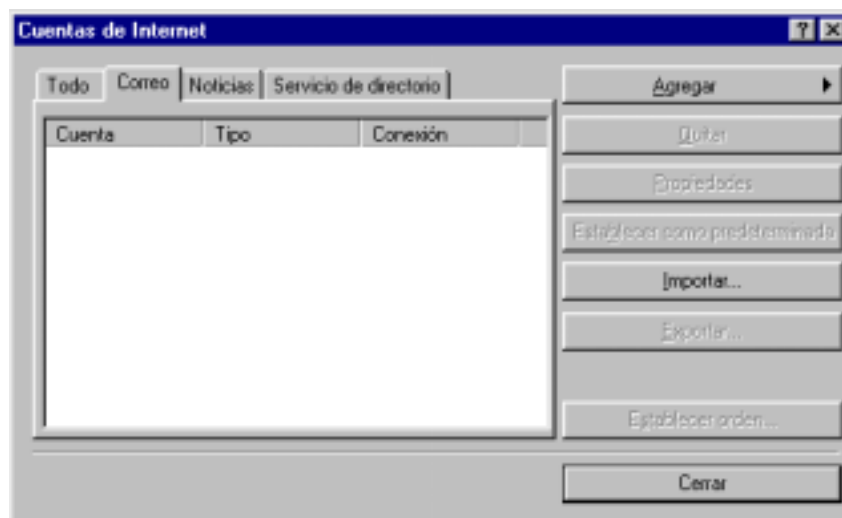 Cuentas de Internet
Todo Correo Noticias Servicio de directorio
Agregar
Cuenta Tipo Conexión
Quitar
Propiedades
Establecer como predeterminada
Importar...
Exportar...
Establecer orden...
Cerrar